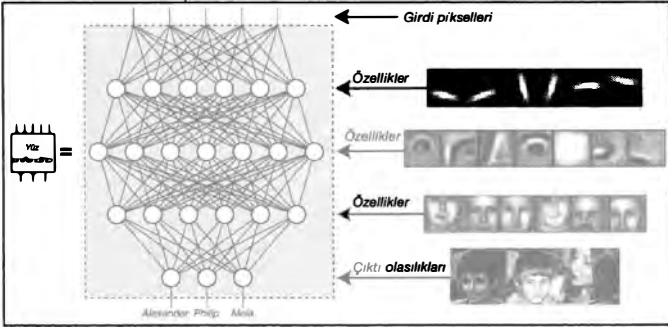 Girdi pikselleri
Özellikler
Özellikler
Yüz
=
Özellikler
Çıktı olasılıkları
Alexander Philip Mela